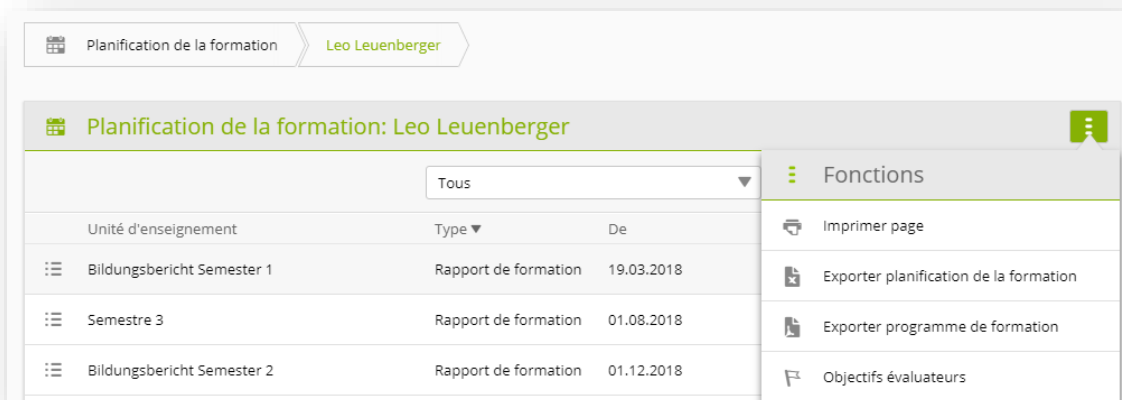 Planification de la formation Leo Leuenberger
Planification de la formation: Leo Leuenberger
Tous
Fonctions
Unité d'enseignement Type De
Imprimer page
Bildungsbericht Semester 1 Rapport de formation 19.03.2018
Exporter planification de la formation
Semestre 3 Rapport de formation 01.08.2018
Exporter programme de formation
Bildungsbericht Semester 2 Rapport de formation 01.12.2018
Objectifs évaluateurs